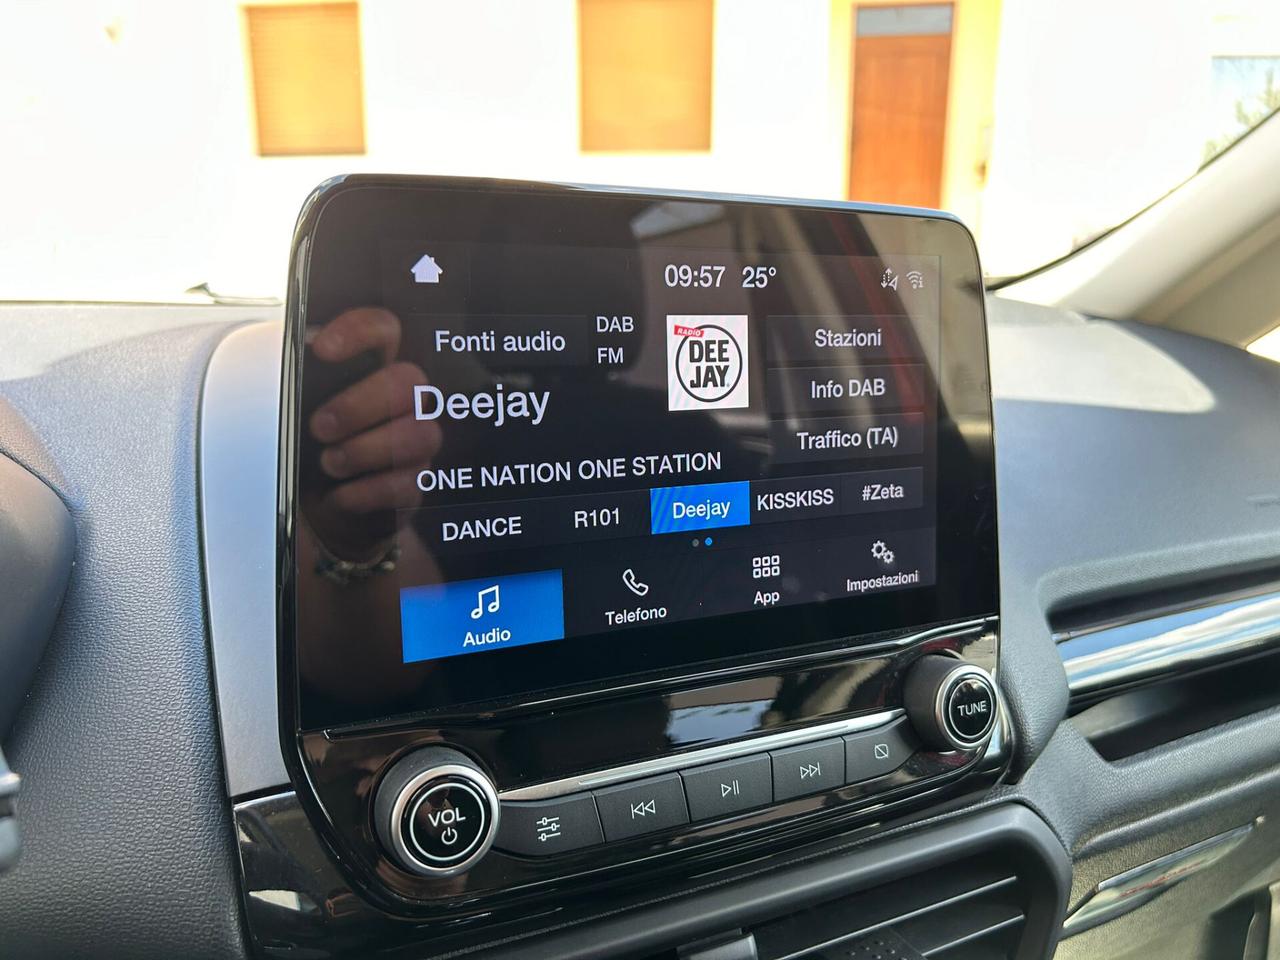 09:57 25°
Fonti audio
DAB
FM
RADIO
DEE
JAY
Stazioni
Info DAB
Traffico (TA)
Deejay
ONE NATION ONE STATION
DANCE R101 Deejay KISSKISS #Zeta
Audio Telefono App Impostazioni
VOL
TUNE